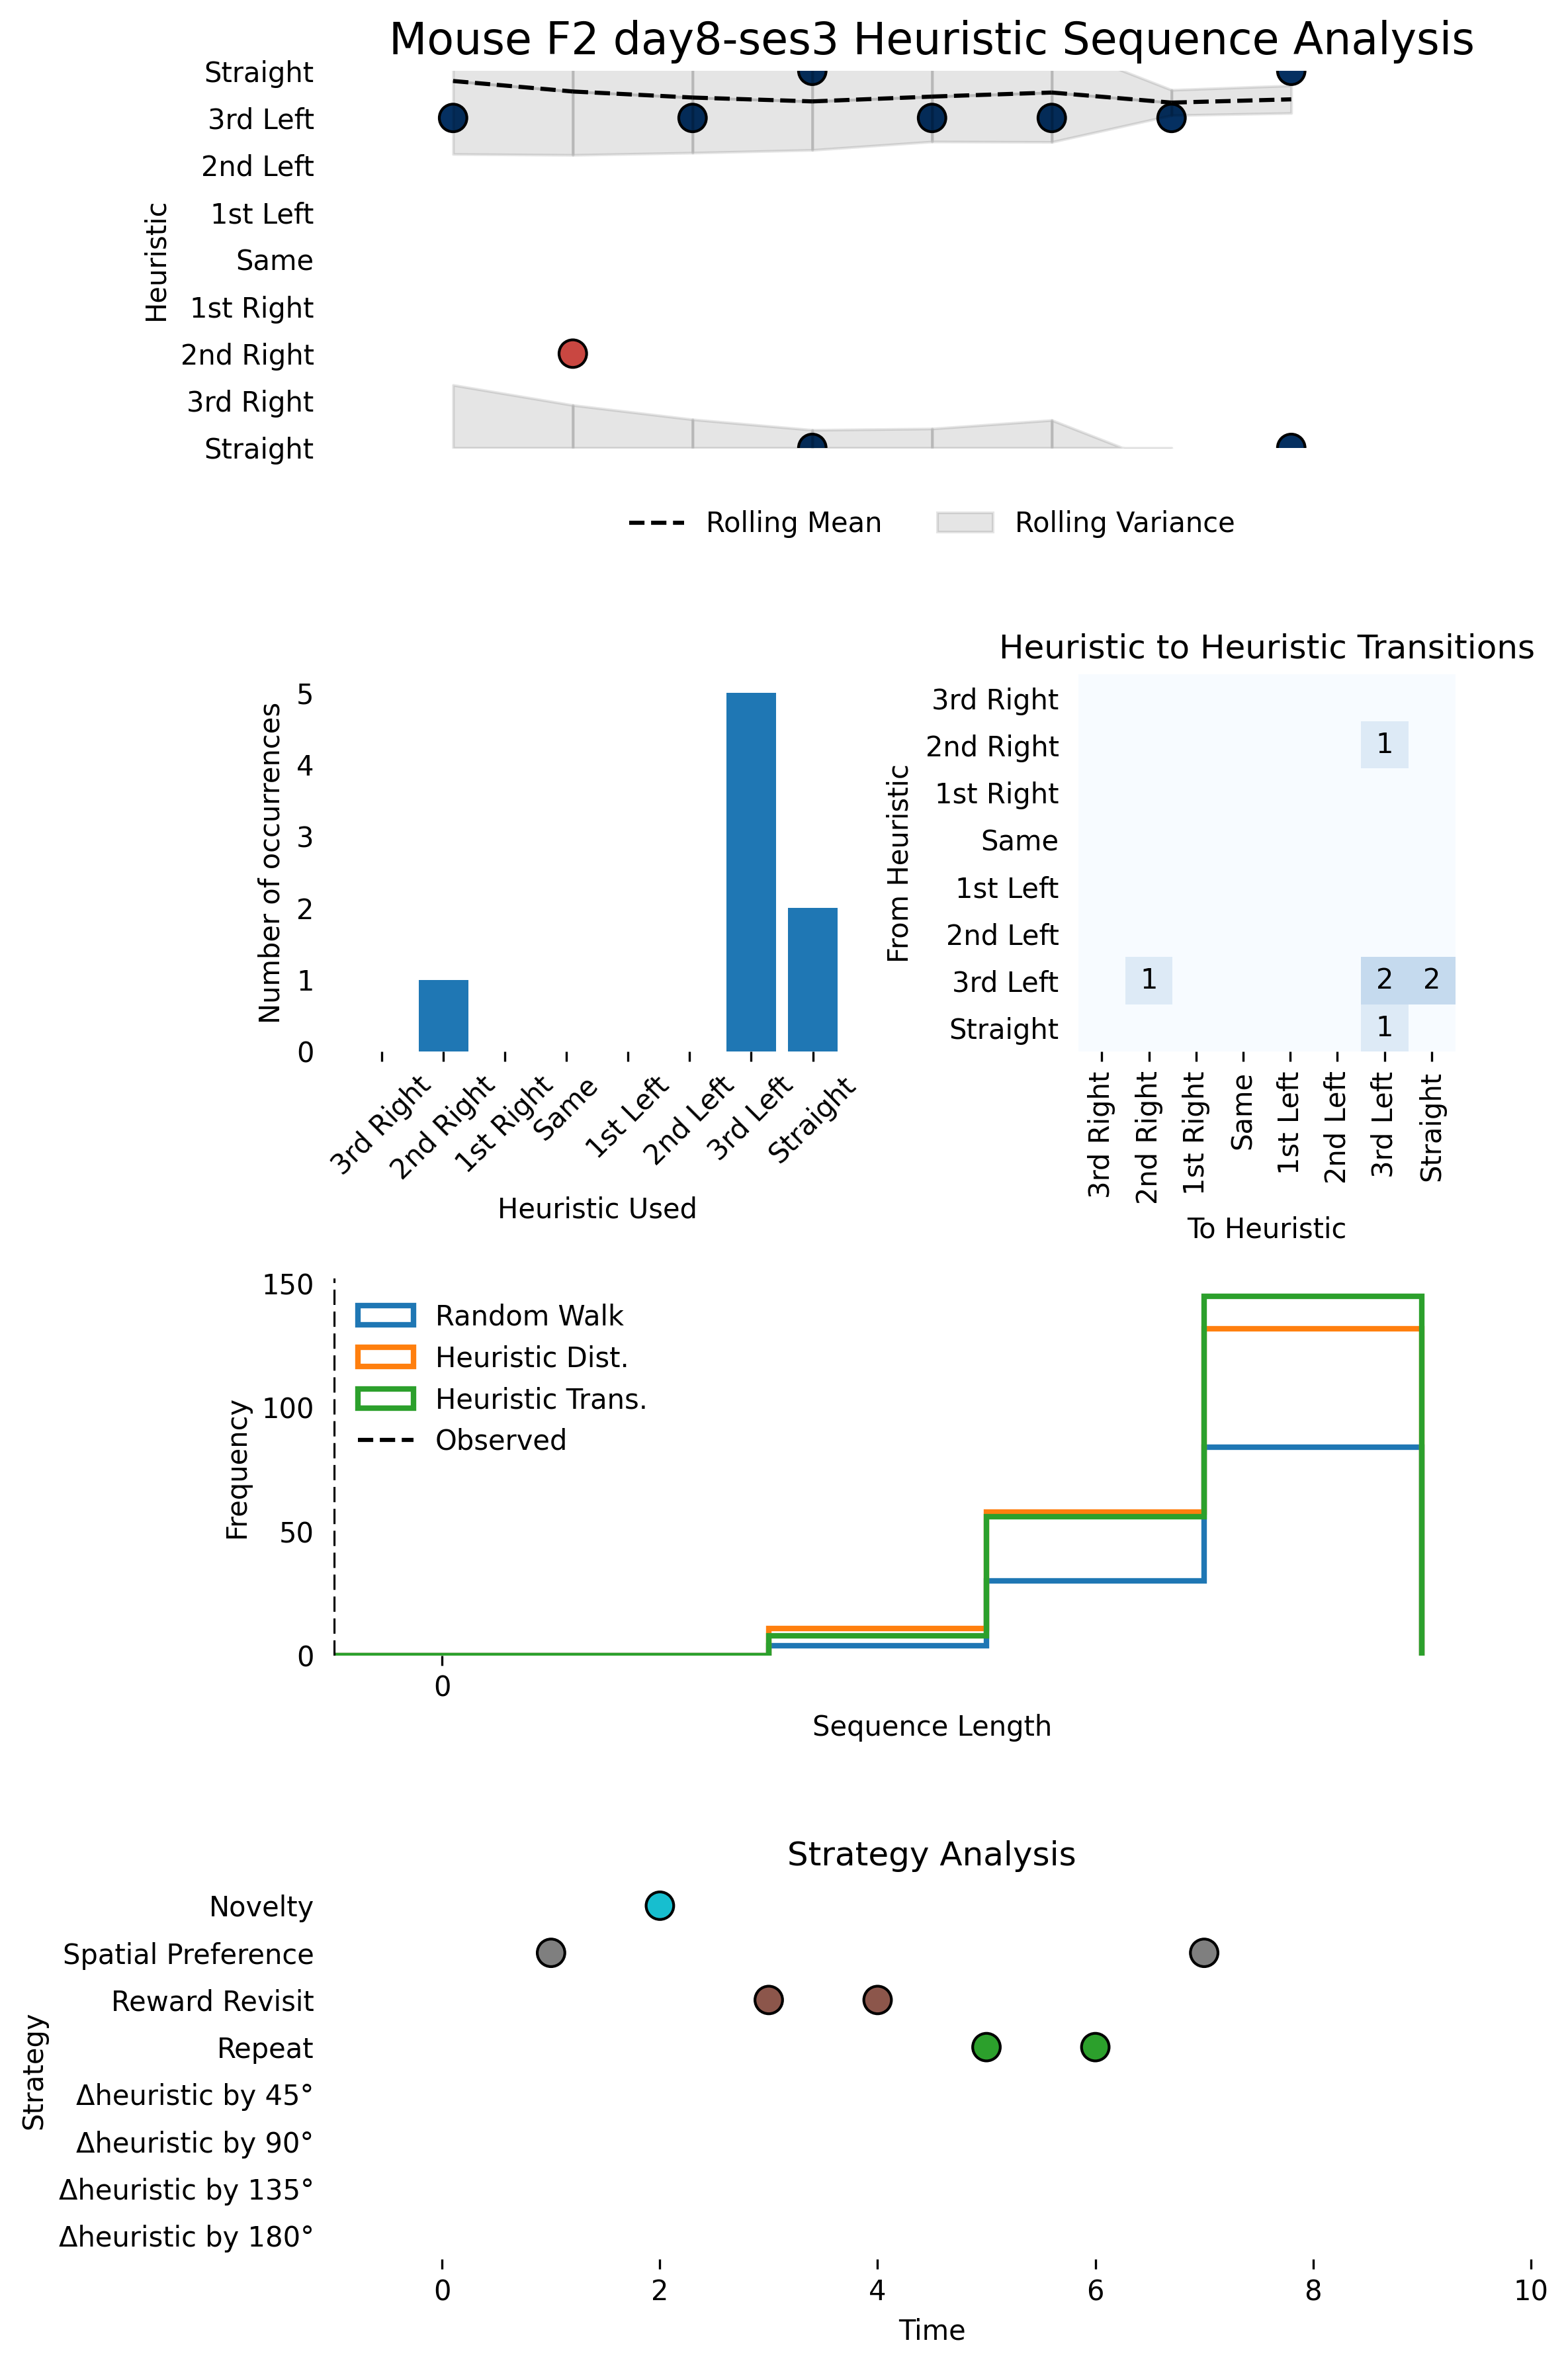 Mouse F2 day8-ses3 Heuristic Sequence Analysis
Heuristic
Straight
3rd Left
2nd Left
1st Left
Same
1st Right
2nd Right
3rd Right
Straight
Rolling Mean
Rolling Variance
Number of occurrences
5
4
3
2
1
0
3rd Right
2nd Right
1st Right
Same
1st Left
2nd Left
3rd Left
Straight
Heuristic Used
Heuristic to Heuristic Transitions
From Heuristic
3rd Right
2nd Right
1
1st Right
Same
1st Left
2nd Left
3rd Left
1
2
2
Straight
1
3rd Right
2nd Right
1st Right
Same
1st Left
2nd Left
3rd Left
Straight
To Heuristic
Frequency
150
100
50
0
Random Walk
Heuristic Dist.
Heuristic Trans.
Observed
0
Sequence Length
Strategy Analysis
Strategy
Novelty
Spatial Preference
Reward Revisit
Repeat
Δheuristic by 45°
Δheuristic by 90°
Δheuristic by 135°
Δheuristic by 180°
0
2
4
6
8
10
Time